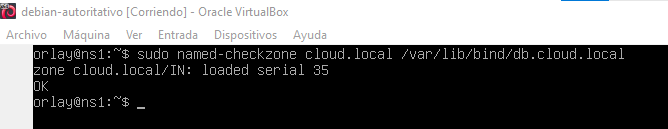 debian-autoritativo [Corriendo] - Oracle VirtualBox
Archivo Máquina Ver Entrada Dispositivos Ayuda
orlay@ns1:~$ sudo named-checkzone cloud.local /var/lib/bind/db.cloud.local
zone cloud.local/IN: loaded serial 35
OK
orlay@ns1:~$ _